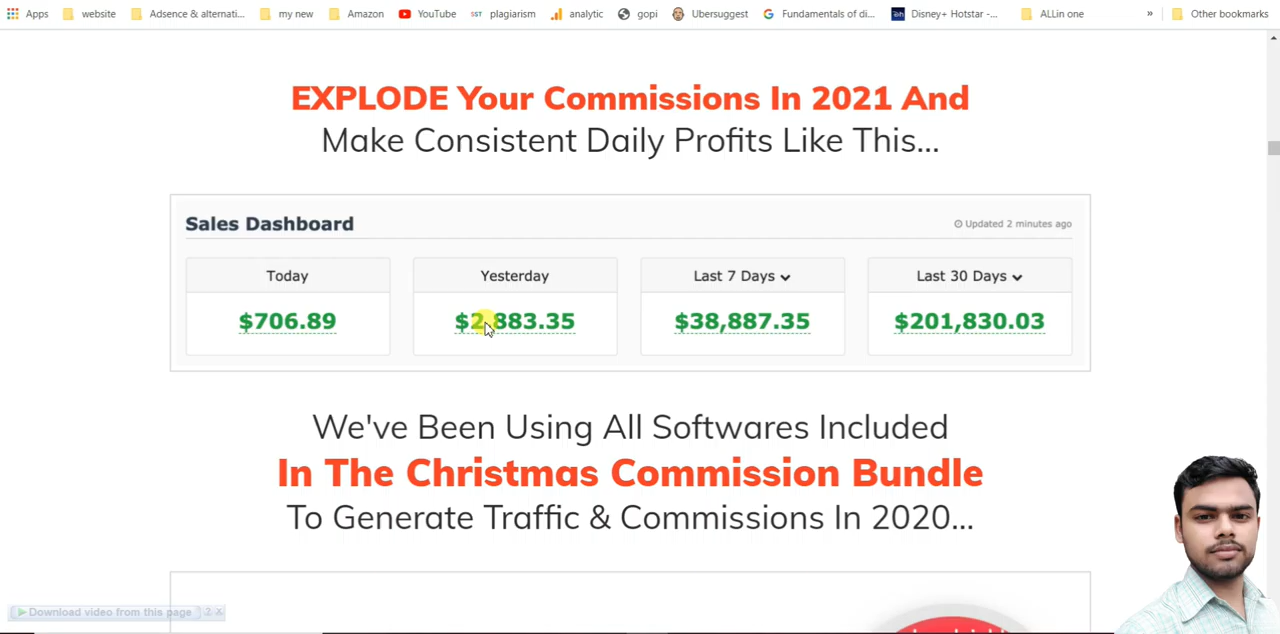 Apps website Adsence & alternati... my new Amazon YouTube SST plagiarism analytic gopi Ubersuggest Fundamentals of di... Disney+ Hotstar -... ALLin one » Other bookmarks
EXPLODE Your Commissions In 2021 And
Make Consistent Daily Profits Like This...
Sales Dashboard Updated 2 minutes ago
Today Yesterday Last 7 Days Last 30 Days
$706.89 $2,883.35 $38,887.35 $201,830.03
We've Been Using All Softwares Included
In The Christmas Commission Bundle
To Generate Traffic & Commissions In 2020...
Download video from this page ? X